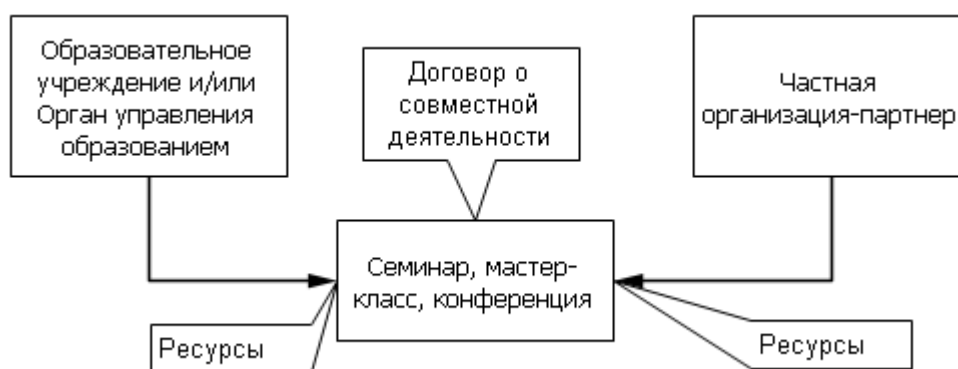 Образовательное
учреждение и/или
Орган управления
образованием
Договор о
совместной
деятельности
Частная
организация-партнер
Семинар, мастер-
класс, конференция
Ресурсы
Ресурсы